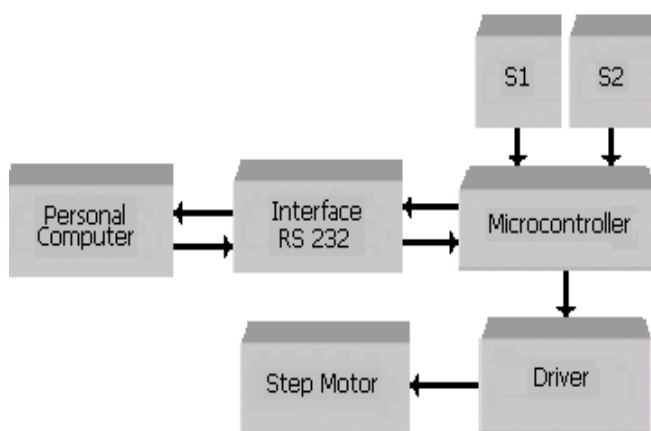 S1
S2
Personal
Computer
Interface
RS 232
Microcontroller
Step Motor
Driver